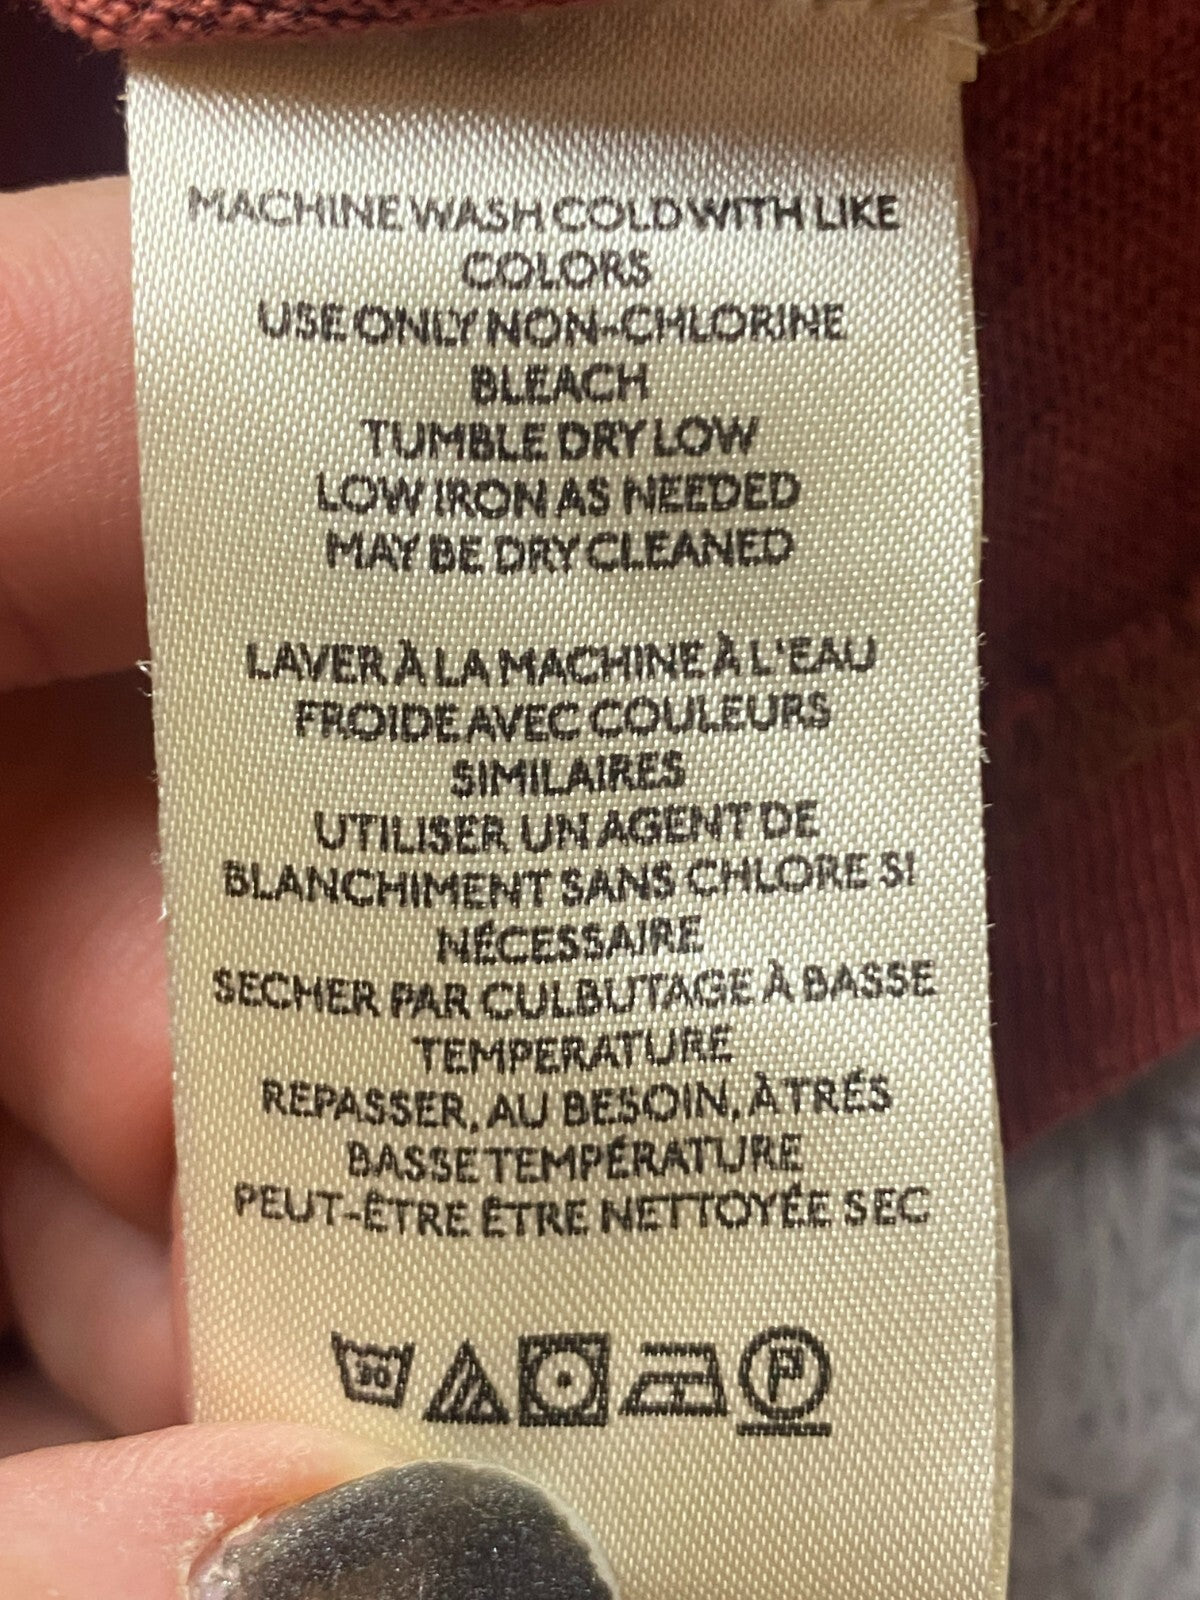 MACHINE WASH COLD WITH LIKE
COLORS
USE ONLY NON-CHLORINE
BLEACH
TUMBLE DRY LOW
LOW IRON AS NEEDED
MAY BE DRY CLEANED
LAVER À LA MACHINE À L'EAU
FROIDE AVEC COULEURS
SIMILAIRES
UTILISER UN AGENT DE
BLANCHIMENT SANS CHLORE SI
NÉCESSAIRE
SECHER PAR CULBUTAGE À BASSE
TEMPERATURE
REPASSER, AU BESOIN, À TRÉS
BASSE TEMPÉRATURE
PEUT-ÊTRE ÊTRE NETTOYÉE SEC
30 P